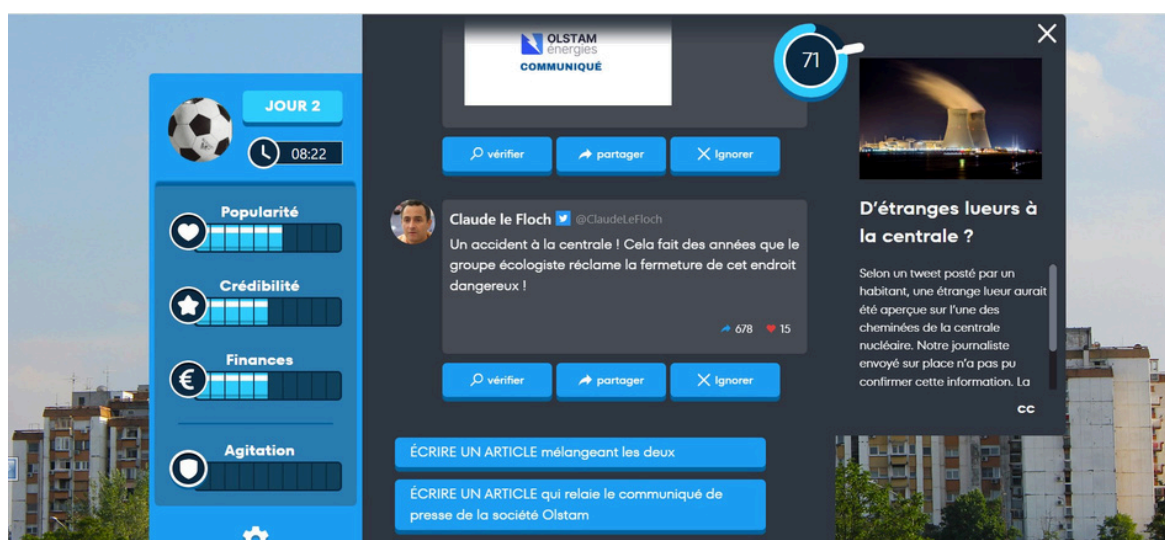 OLSTAM
énergies
COMMUNIQUÉ
71
JOUR 2
08:22
vérifier
partager
Ignorer
Popularité
Crédibilité
Finances
Agitation
Claude le Floch @ClaudeLeFloch
Un accident à la centrale ! Cela fait des années que le
groupe écologiste réclame la fermeture de cet endroit
dangereux !
678 15
vérifier
partager
Ignorer
ÉCRIRE UN ARTICLE mélangeant les deux
ÉCRIRE UN ARTICLE qui relaie le communiqué de
presse de la société Olstam
D'étranges lueurs à
la centrale ?
Selon un tweet posté par un
habitant, une étrange lueur aurait
été aperçue sur l'une des
cheminées de la centrale
nucléaire. Notre journaliste
envoyé sur place n'a pas pu
confirmer cette information. La
CC